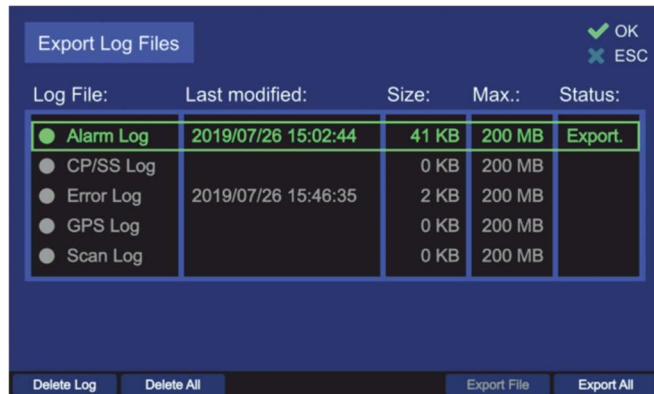 Export Log Files
OK
ESC
Log File: Last modified: Size: Max.: Status:
Alarm Log 2019/07/26 15:02:44 41 KB 200 MB Export.
CP/SS Log 0 KB 200 MB
Error Log 2019/07/26 15:46:35 2 KB 200 MB
GPS Log 0 KB 200 MB
Scan Log 0 KB 200 MB
Delete Log Delete All Export File Export All